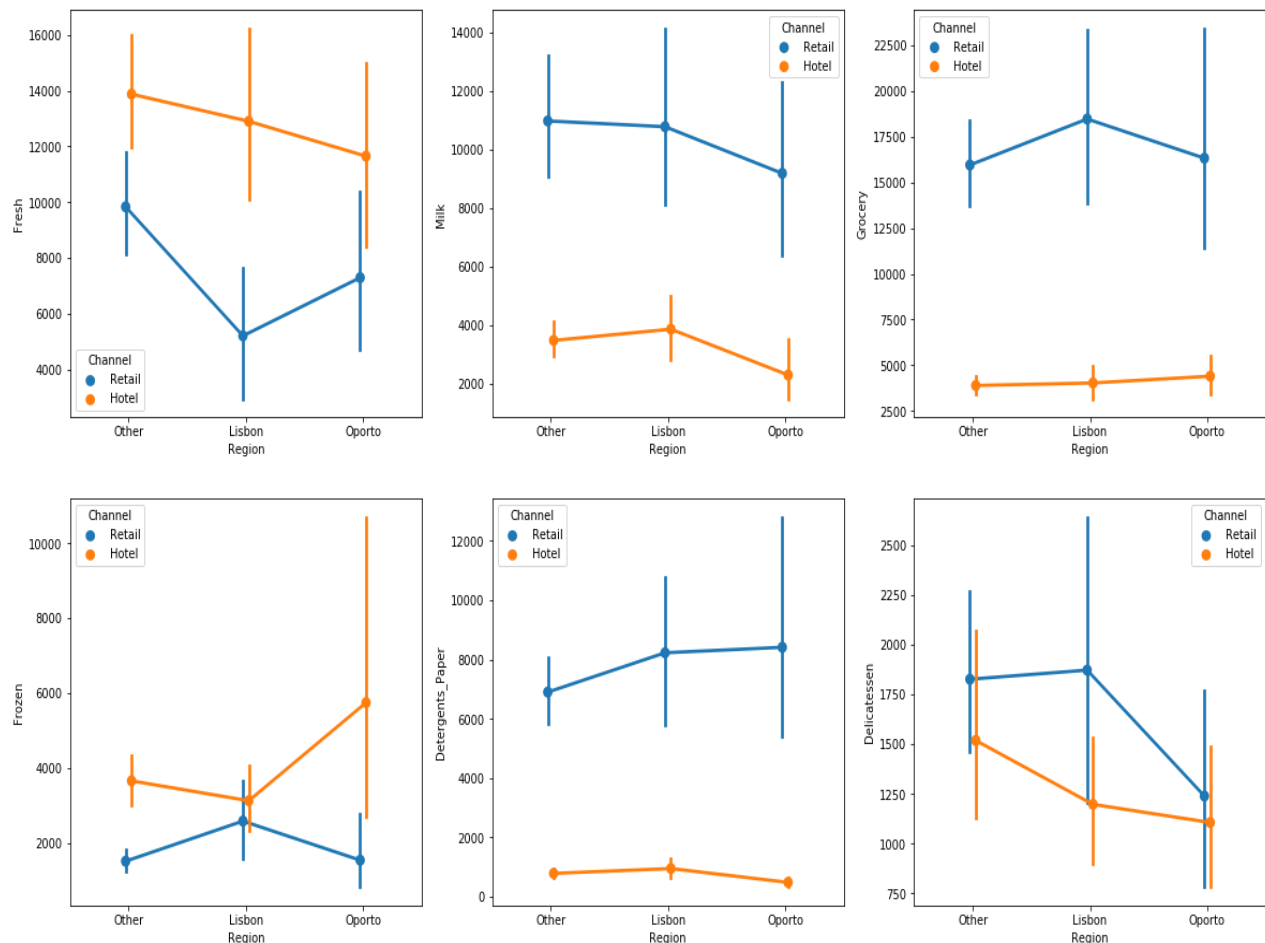 16000
14000
12000
10000
8000
6000
4000
Fresh
Channel
Retail
Hotel
Other Lisbon Oporto
Region
14000
12000
10000
8000
6000
4000
2000
Milk
Channel
Retail
Hotel
Other Lisbon Oporto
Region
22500
20000
17500
15000
12500
10000
7500
5000
2500
Grocery
Channel
Retail
Hotel
Other Lisbon Oporto
Region
10000
8000
6000
4000
2000
Frozen
Channel
Retail
Hotel
Other Lisbon Oporto
Region
12000
10000
8000
6000
4000
2000
0
Detergents_Paper
Channel
Retail
Hotel
Other Lisbon Oporto
Region
2500
2250
2000
1750
1500
1250
1000
750
Delicatessen
Channel
Retail
Hotel
Other Lisbon Oporto
Region